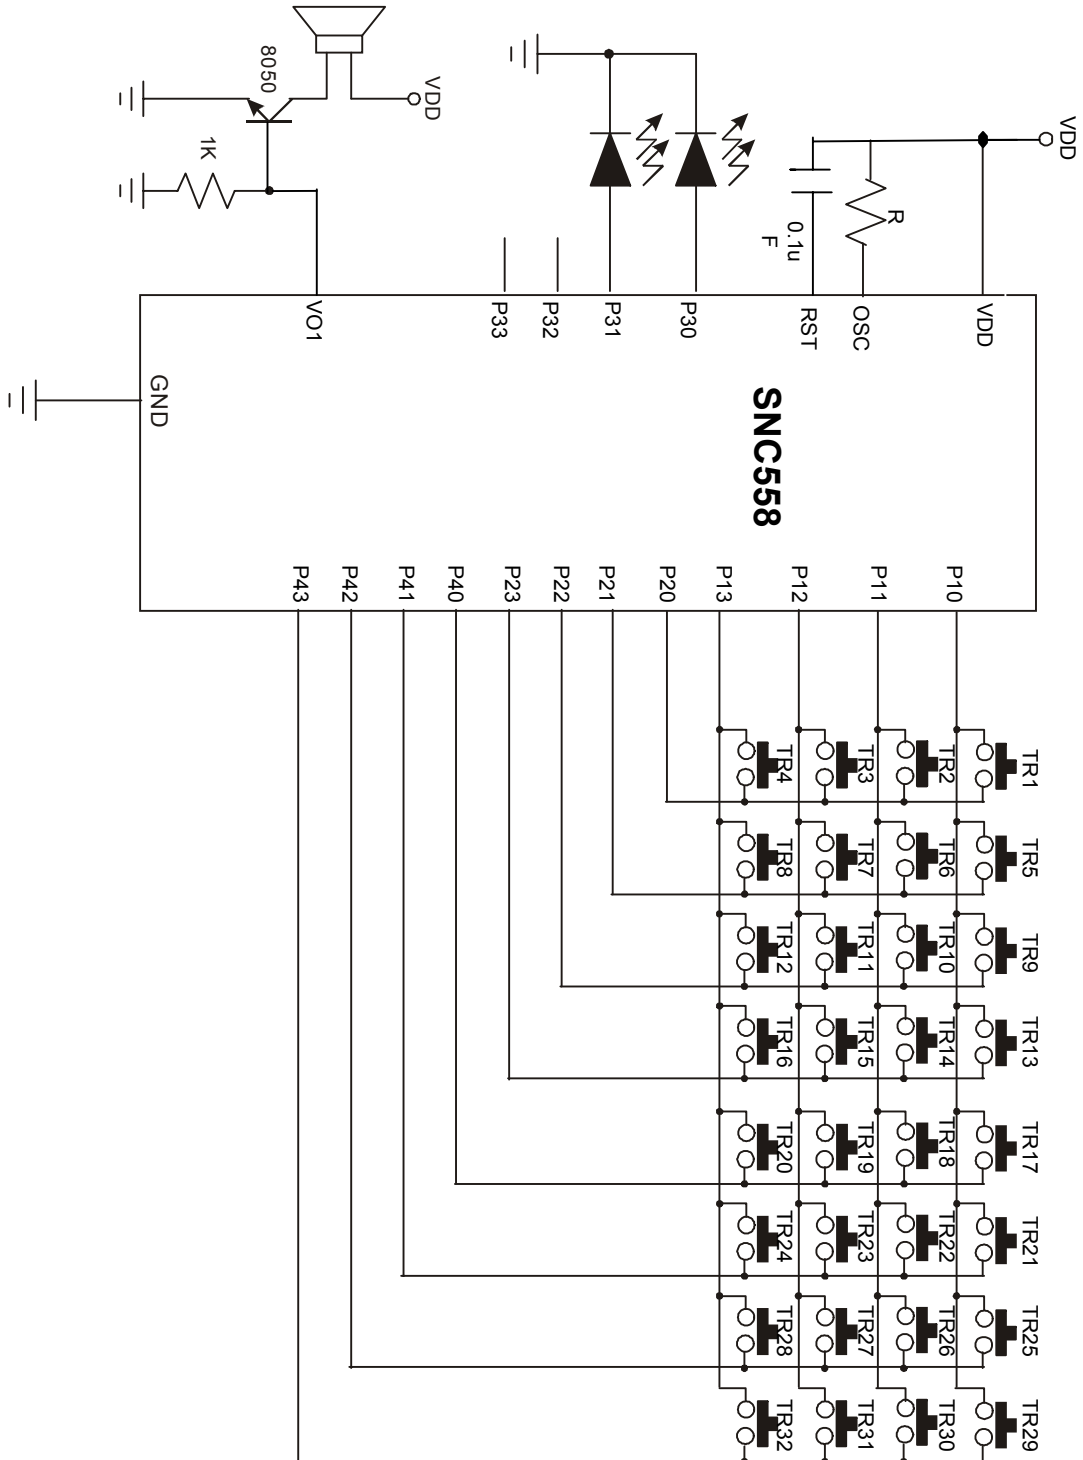 8050
VDD
VDD
1K
R
0.1u
F
VO1
P33
P32
P31
P30
RST
OSC
VDD
GND
SNC558
P43
P42
P41
P40
P23
P22
P21
P20
P13
P12
P11
P10
TR4
TR3
TR2
TR1
TR8
TR7
TR6
TR5
TR12
TR11
TR10
TR9
TR16
TR15
TR14
TR13
TR20
TR19
TR18
TR17
TR24
TR23
TR22
TR21
TR28
TR27
TR26
TR25
TR32
TR31
TR30
TR29